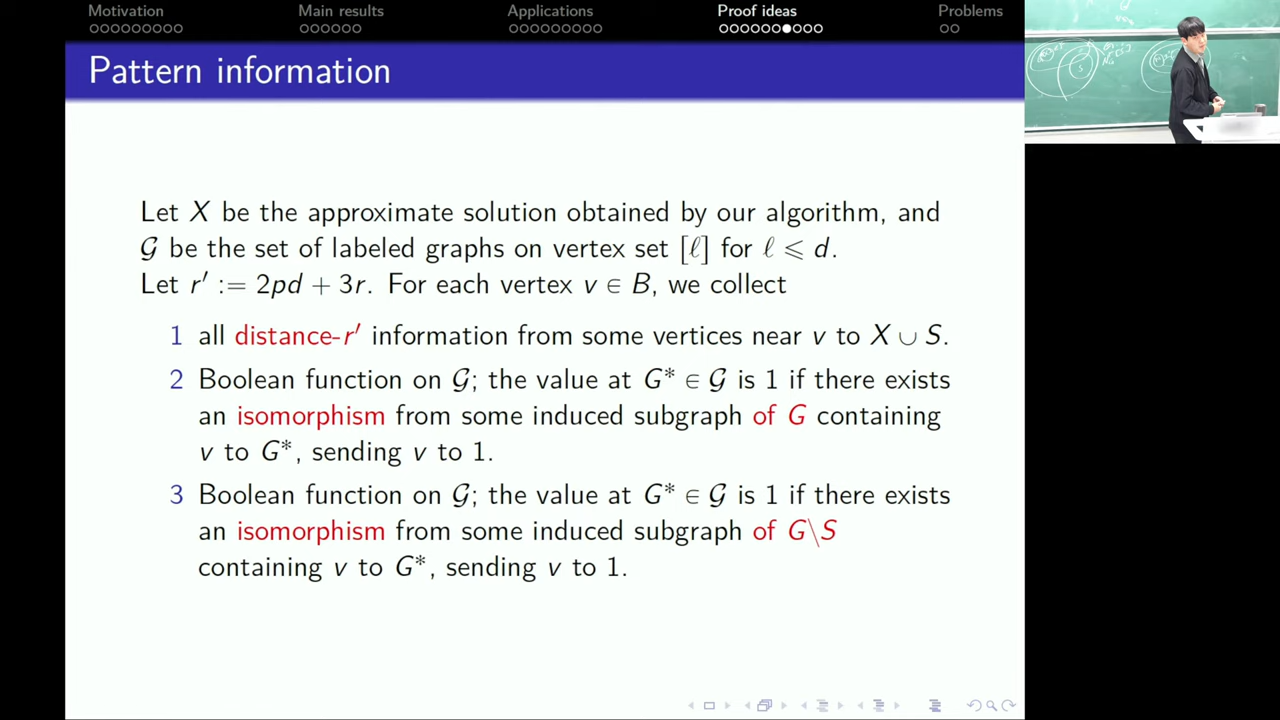 Motivation Main results Applications Proof ideas Problems
Pattern information
Let X be the approximate solution obtained by our algorithm, and
𝒢 be the set of labeled graphs on vertex set [ℓ] for ℓ ⩽ d.
Let r′ := 2pd + 3r. For each vertex v ∈ B, we collect
1 all distance-r′ information from some vertices near v to X ∪ S.
2 Boolean function on 𝒢; the value at G* ∈ 𝒢 is 1 if there exists
an isomorphism from some induced subgraph of G containing
v to G*, sending v to 1.
3 Boolean function on 𝒢; the value at G* ∈ 𝒢 is 1 if there exists
an isomorphism from some induced subgraph of G\S
containing v to G*, sending v to 1.